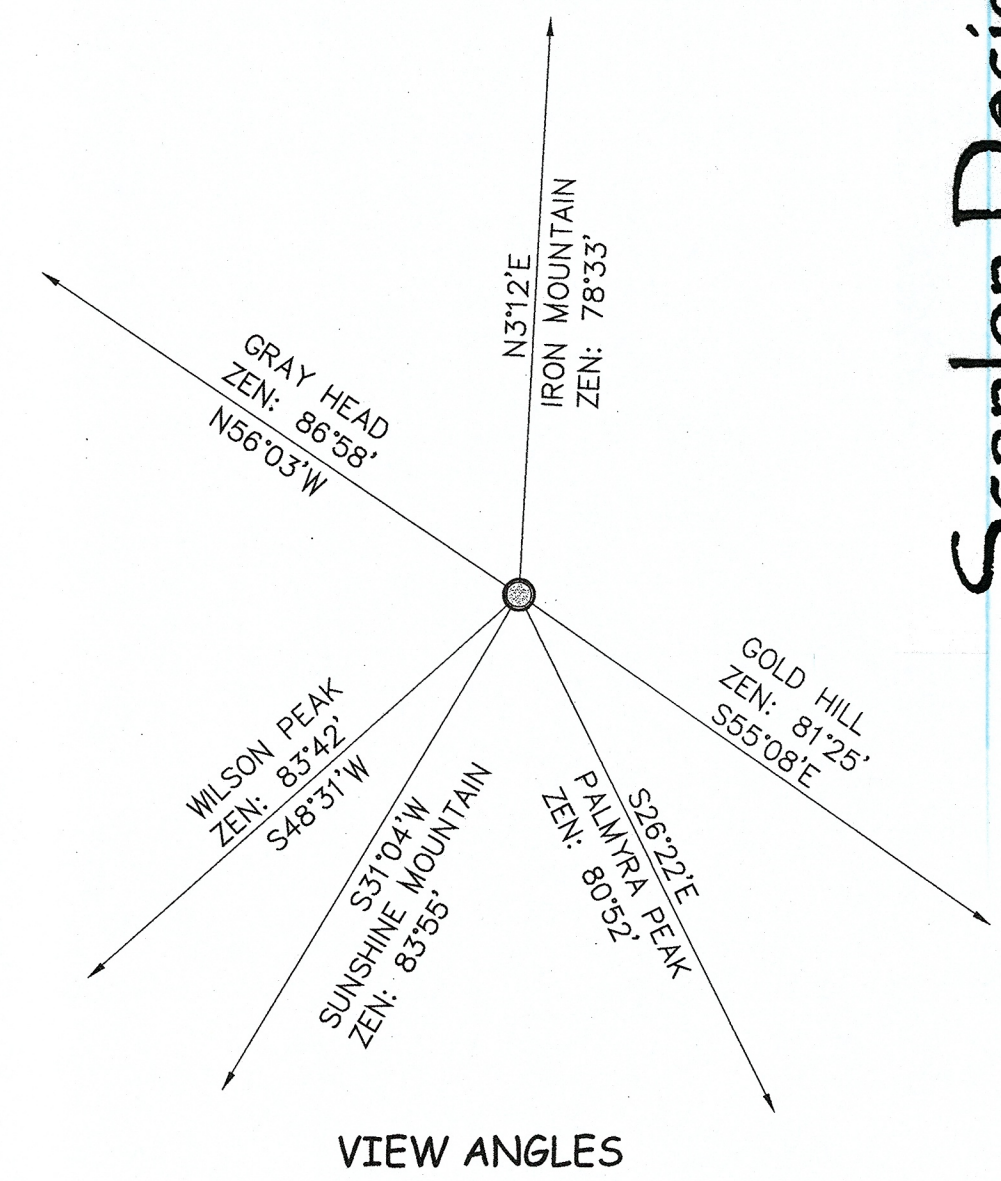 N3°12'E
IRON MOUNTAIN
ZEN: 78°33'
GRAY HEAD
ZEN: 86°58'
N56°03'W
GOLD HILL
ZEN: 81°25'
S55°08'E
WILSON PEAK
ZEN: 83°42'
S48°31'W
S31°04'W
SUNSHINE MOUNTAIN
ZEN: 83°55'
S26°22'E
PALMYRA PEAK
ZEN: 80°52'
VIEW ANGLES